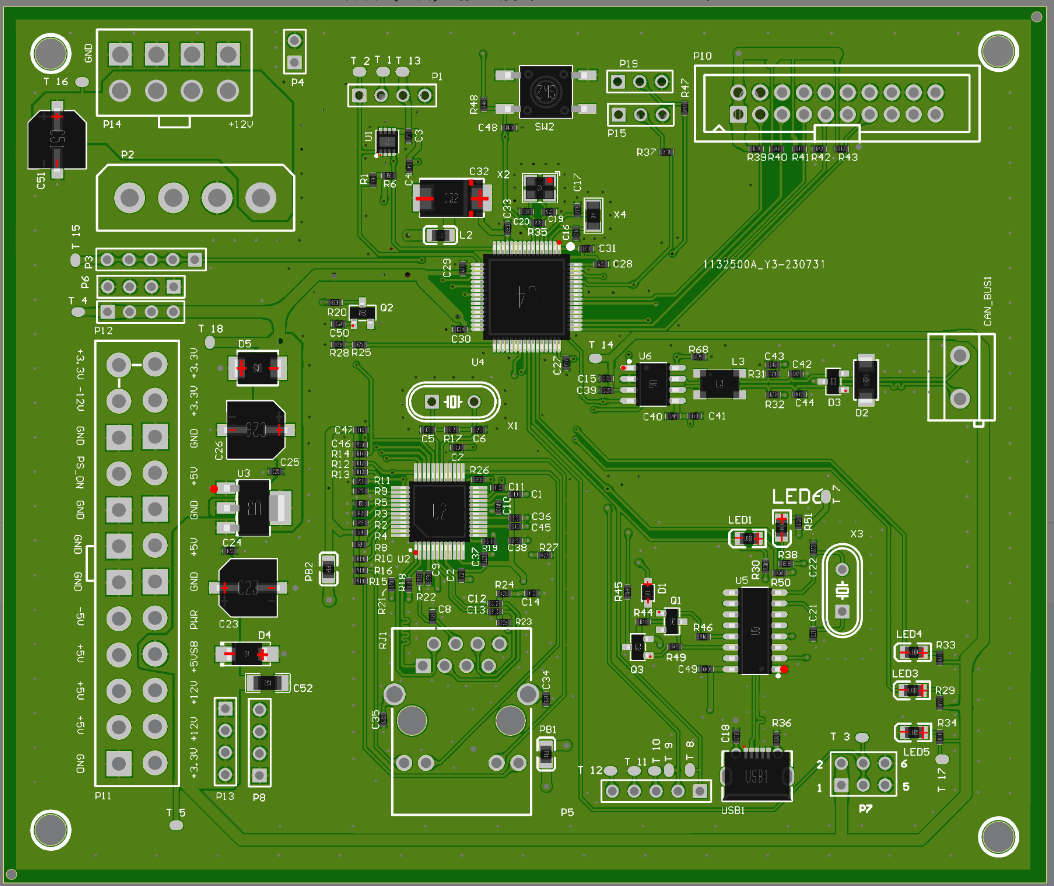 GND
T 16
P4
P14
+12V
P2
C51
T 15
P3
P6
T 4
P12
T 2
T 1
T 13
P1
U1
C3
C4
R1
R6
C32
L2
R48
C48
SW2
P19
P15
R47
R37
P10
R39
R40
R41
R42
R43
X2
C17
X4
C33
C20
C19
R35
C16
C31
C28
C29
C30
U4
C27
1132500A_Y3-230731
CAN_BUS1
R20
Q2
C50
R28
R25
T 18
D5
T 14
C15
C39
U6
R68
L3
C43
R31
C42
R32
C44
D3
D2
C40
C41
+3.3V
-12V
GND
PS_ON
GND
GND
GND
-5V
+5V
+5V
+5V
GND
+3.3V
+3.3V
GND
+5V
GND
+5V
GND
PWR
+5VSB
+12V
+12V
+3.3V
P11
C26
C25
U3
C24
C23
D4
C52
P13
P8
T 5
X1
C47
C46
R14
R12
R13
C5
R17
C6
C7
R26
R11
R9
R5
R3
R2
R4
R8
R10
R16
R15
U2
C11
C1
C10
C36
C45
C38
R19
R27
C37
PB2
R21
R18
R22
C9
C2
C8
R24
C12
C13
C14
R23
RJ1
C35
C34
PB1
P5
LED6
T 7
LED1
R51
R38
R30
R50
X3
C22
C21
U5
R45
D1
R44
Q1
R46
Q3
R49
C49
LED4
R33
LED3
R29
R34
LED5
T 12
T 11
T 10
T 9
T 8
C18
R36
USB1
USB1
T 3
2
6
1
5
P7
T 17